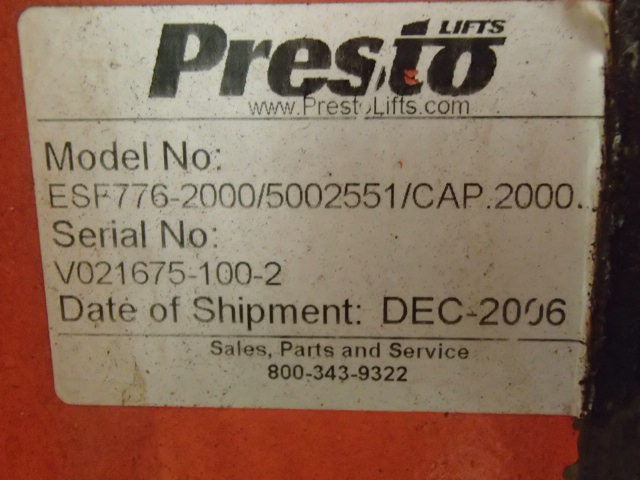 Presto LIFTS
www.PrestoLifts.com
Model No:
ESF776-2000/5002551/CAP.2000..
Serial No:
V021675-100-2
Date of Shipment: DEC-2006
Sales, Parts and Service
800-343-9322